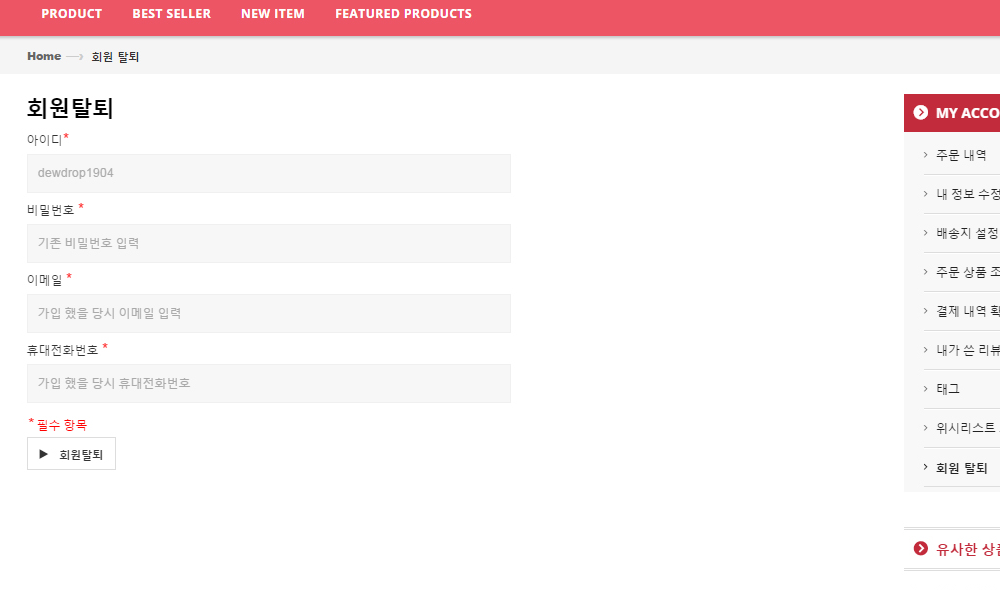 PRODUCT BEST SELLER NEW ITEM FEATURED PRODUCTS
Home 회원 탈퇴
회원탈퇴
아이디*
dewdrop1904
비밀번호 *
기존 비밀번호 입력
이메일 *
가입 했을 당시 이메일 입력
휴대전화번호 *
가입 했을 당시 휴대전화번호
* 필수 항목
회원탈퇴
MY ACCO
주문 내역
내 정보 수정
배송지 설정
주문 상품 조
결제 내역 확
내가 쓴 리뷰
태그
위시리스트
회원 탈퇴
유사한 상품